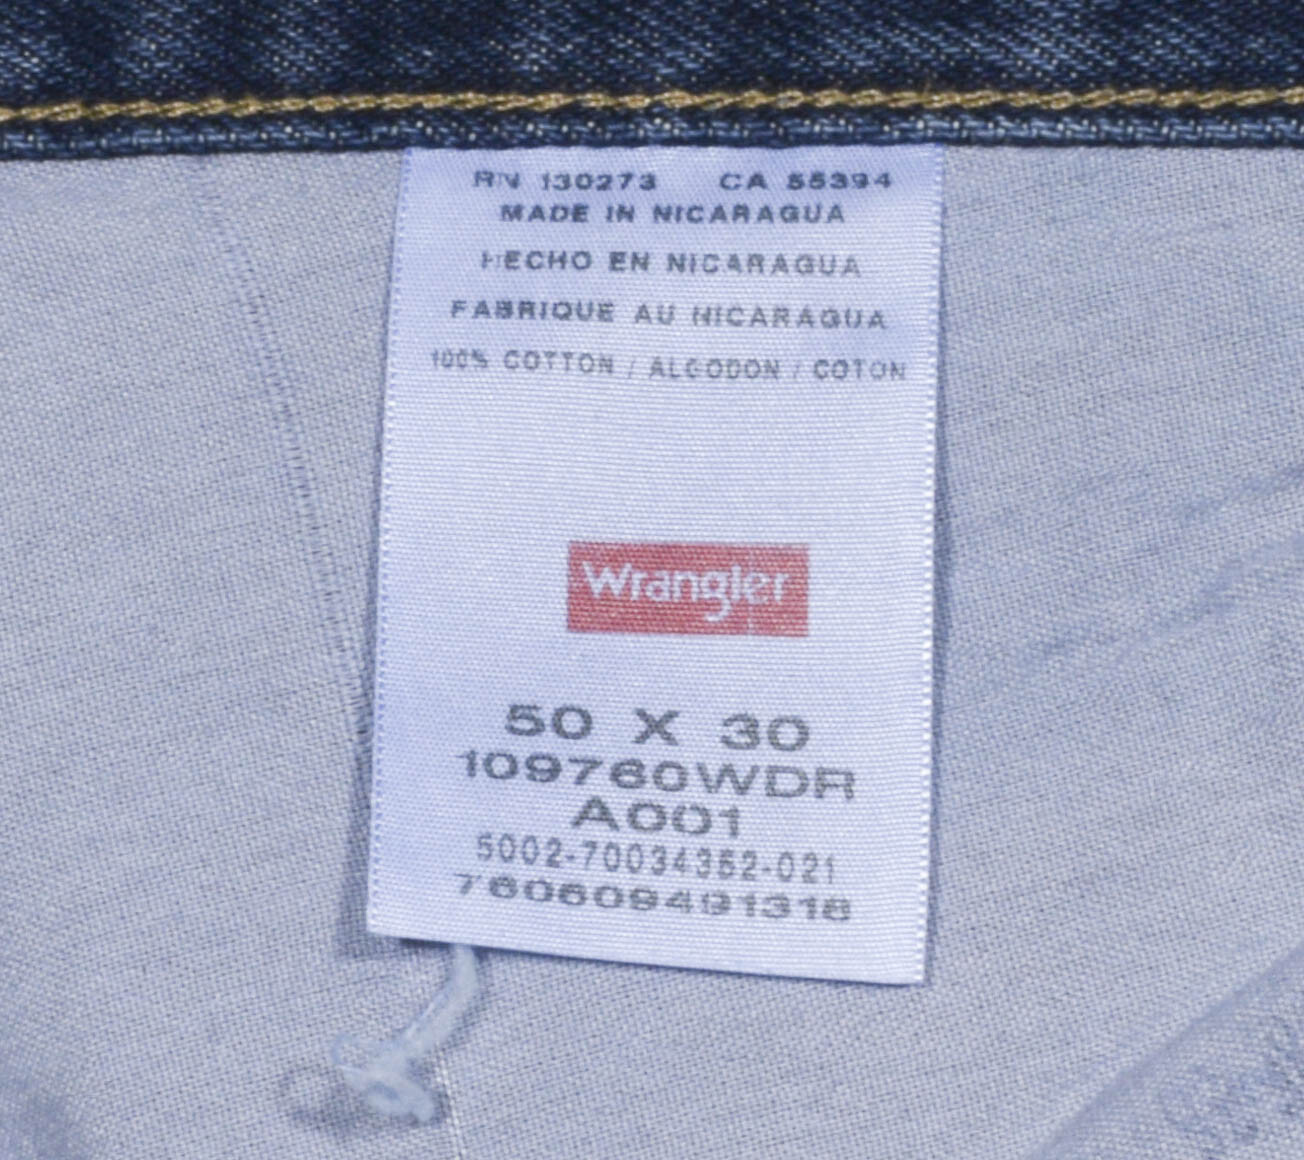 RN 130273 CA 55394
MADE IN NICARAGUA
HECHO EN NICARAGUA
FABRIQUE AU NICARAGUA
100% COTTON / ALGODON / COTON
Wrangler
50 X 30
109760WDR
A001
5002-70034352-021
760609491318